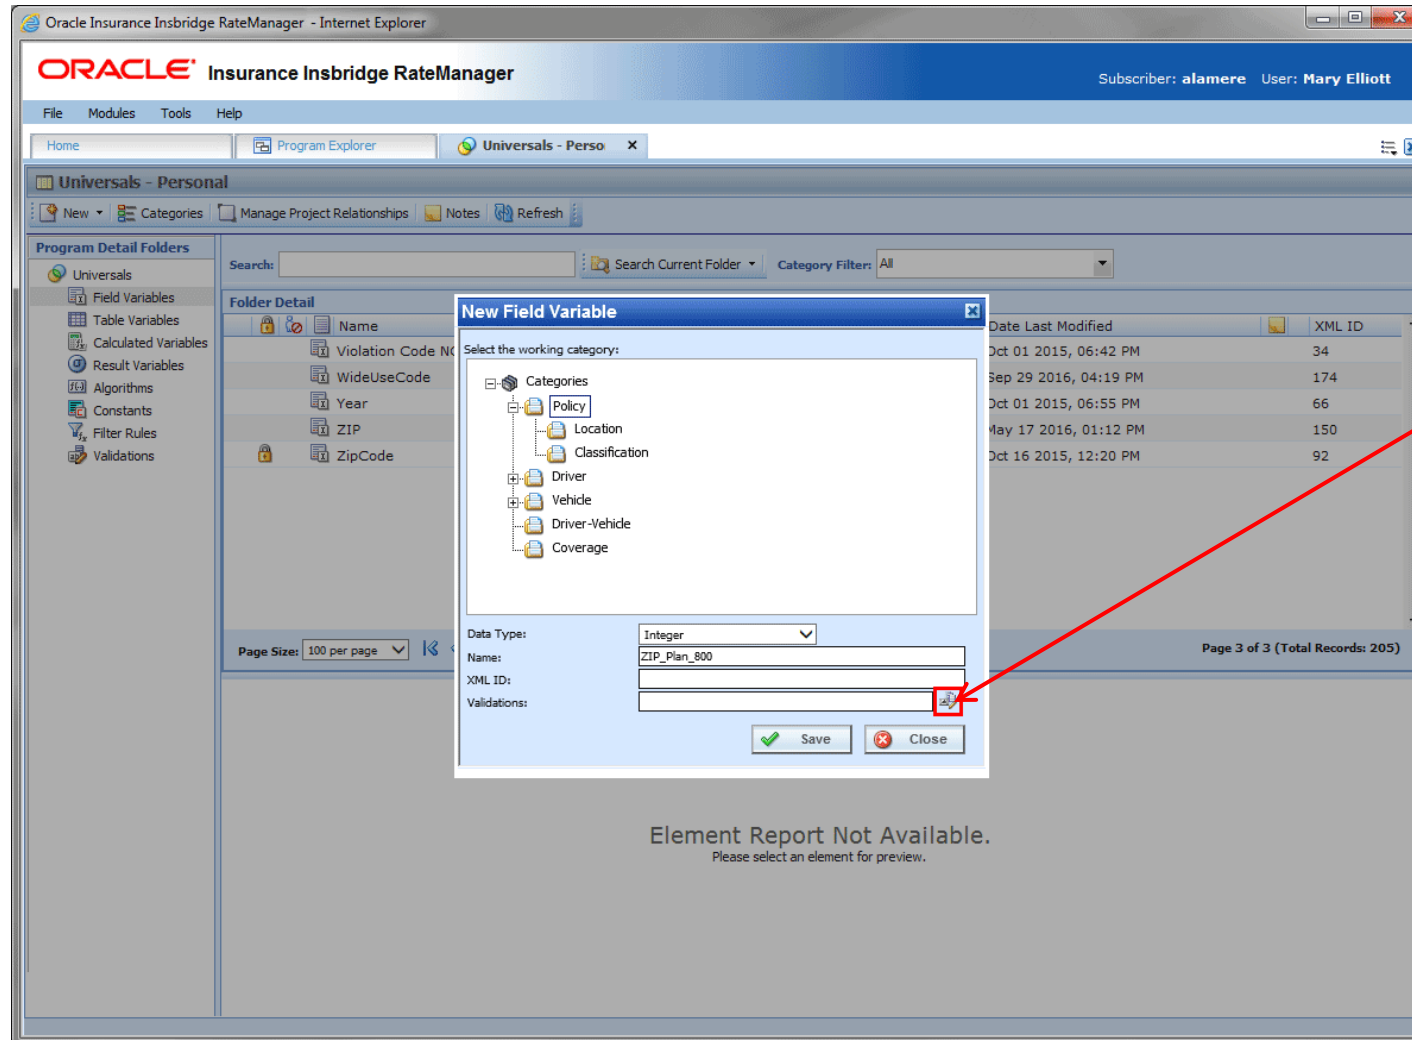 Oracle Insurance Insbridge RateManager - Internet Explorer
ORACLE Insurance Insbridge RateManager
Subscriber: alamere User: Mary Elliott
File Modules Tools Help
Home Program Explorer Universals - Perso
Universals - Personal
New Categories Manage Project Relationships Notes Refresh
Program Detail Folders
Universals
Field Variables
Table Variables
Calculated Variables
Result Variables
Algorithms
Constants
Filter Rules
Validations
Search: Search Current Folder Category Filter: All
Folder Detail
Name Date Last Modified XML ID
Violation Code NC Oct 01 2015, 06:42 PM 34
WideUseCode Sep 29 2016, 04:19 PM 174
Year Oct 01 2015, 06:55 PM 66
ZIP May 17 2016, 01:12 PM 150
ZipCode Oct 16 2015, 12:20 PM 92
New Field Variable
Select the working category:
Categories
Policy
Location
Classification
Driver
Vehicle
Driver-Vehicle
Coverage
Data Type: Integer
Name: ZIP_Plan_800
XML ID:
Validations:
Save Close
Page Size: 100 per page Page 3 of 3 (Total Records: 205)
Element Report Not Available.
Please select an element for preview.